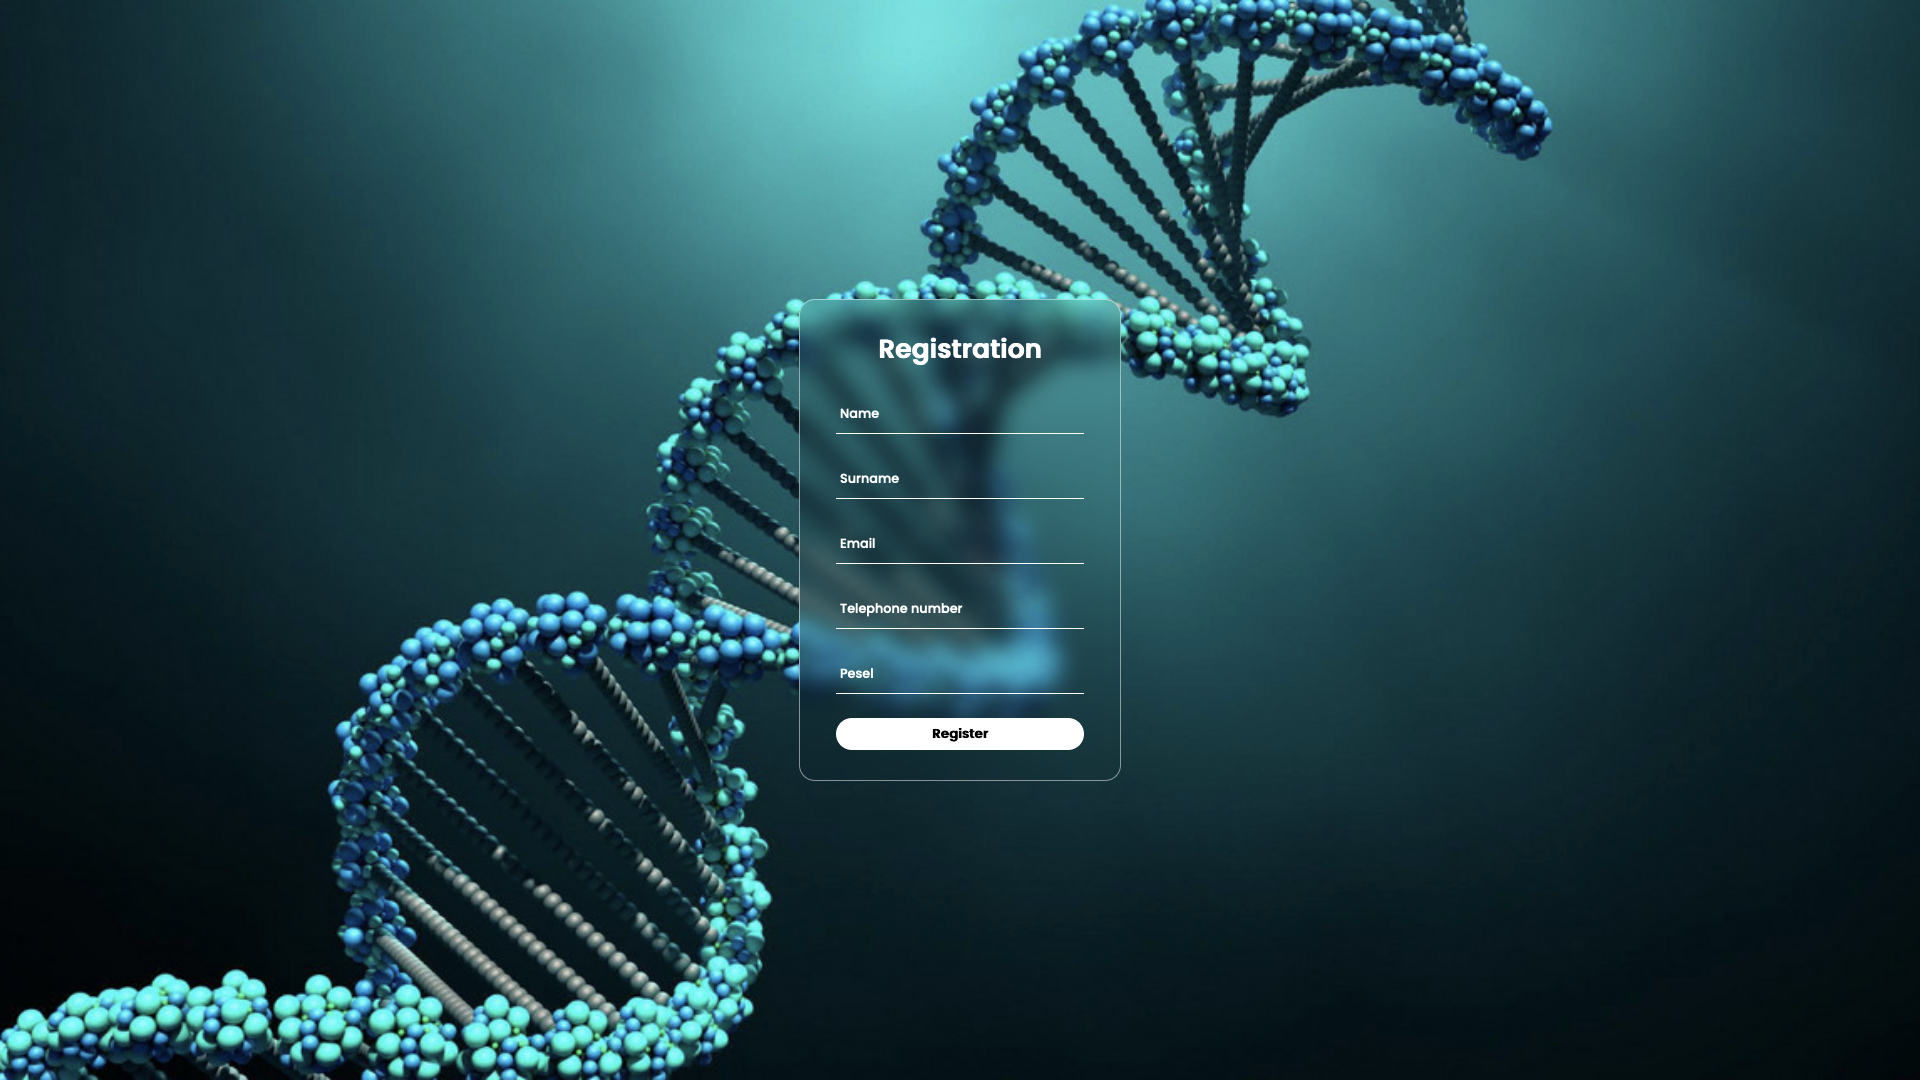 Registration
Name
Surname
Email
Telephone number
Pesel
Register